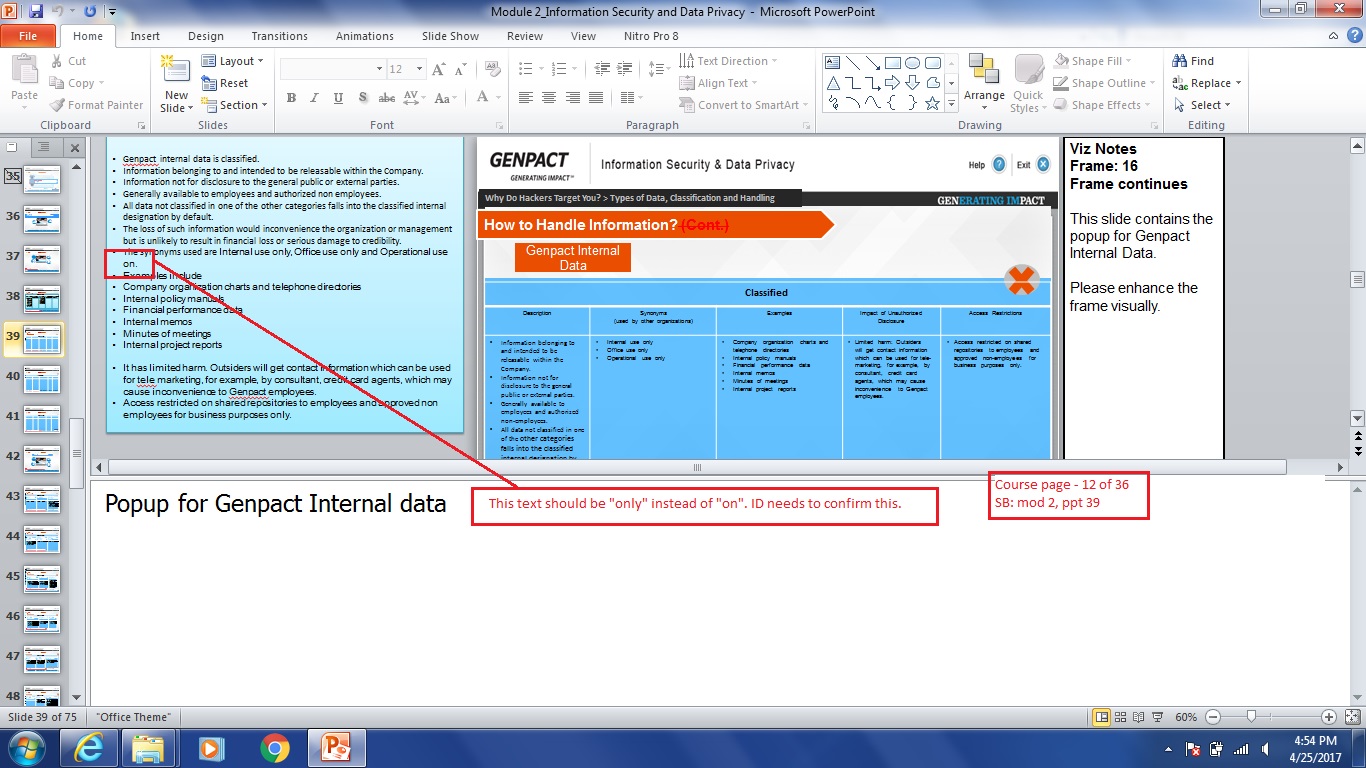 Module 2_Information Security and Data Privacy - Microsoft PowerPoint
File Home Insert Design Transitions Animations Slide Show Review View Nitro Pro 8
Paste
Cut
Copy
Format Painter
Clipboard
New Slide
Layout
Reset
Section
Slides
12
Font
Text Direction
Align Text
Convert to SmartArt
Paragraph
Arrange
Quick Styles
Shape Fill
Shape Outline
Shape Effects
Drawing
Find
Replace
Select
Editing
35
36
37
38
39
40
41
42
43
44
45
46
47
48
• Genpact internal data is classified.
• Information belonging to and intended to be releasable within the Company.
• Information not for disclosure to the general public or external parties.
• Generally available to employees and authorized non employees.
• All data not classified in one of the other categories falls into the classified internal
designation by default.
• The loss of such information would inconvenience the organization or management
but is unlikely to result in financial loss or serious damage to credibility.
• The synonyms used are Internal use only, Office use only and Operational use
on.
• Examples include
• Company organization charts and telephone directories
• Internal policy manuals
• Financial performance data
• Internal memos
• Minutes of meetings
• Internal project reports
• It has limited harm. Outsiders will get contact information which can be used
for tele marketing, for example, by consultant, credit card agents, which may
cause inconvenience to Genpact employees.
• Access restricted on shared repositories to employees and approved non
employees for business purposes only.
GENPACT
GENERATING IMPACT
Information Security & Data Privacy
Help ? Exit
Why Do Hackers Target You? > Types of Data, Classification and Handling
GENERATING IMPACT
How to Handle Information? (Cont.)
Genpact Internal
Data
Classified
Description
Synonyms
(used by other organizations)
Examples
Impact of Unauthorized
Disclosure
Access Restrictions
• Information belonging to
and intended to be
releasable within the
Company.
• Information not for
disclosure to the general
public or external parties.
• Generally available to
employees and authorized
non-employees.
• All data not classified in one
of the other categories
falls into the classified
internal designation by
• Internal use only
• Office use only
• Operational use only
• Company organization charts and
telephone directories
• Internal policy manuals
• Financial performance data
• Internal memos
• Minutes of meetings
• Internal project reports
• Limited harm. Outsiders
will get contact information
which can be used for tele-
marketing, for example, by
consultant, credit card
agents, which may cause
inconvenience to Genpact
employees.
• Access restricted on shared
repositories to employees and
approved non-employees for
business purposes only.
Viz Notes
Frame: 16
Frame continues
This slide contains the
popup for Genpact
Internal Data.
Please enhance the
frame visually.
Popup for Genpact Internal data
This text should be "only" instead of "on". ID needs to confirm this.
Course page - 12 of 36
SB: mod 2, ppt 39
Slide 39 of 75 "Office Theme" 60%
4:54 PM
4/25/2017